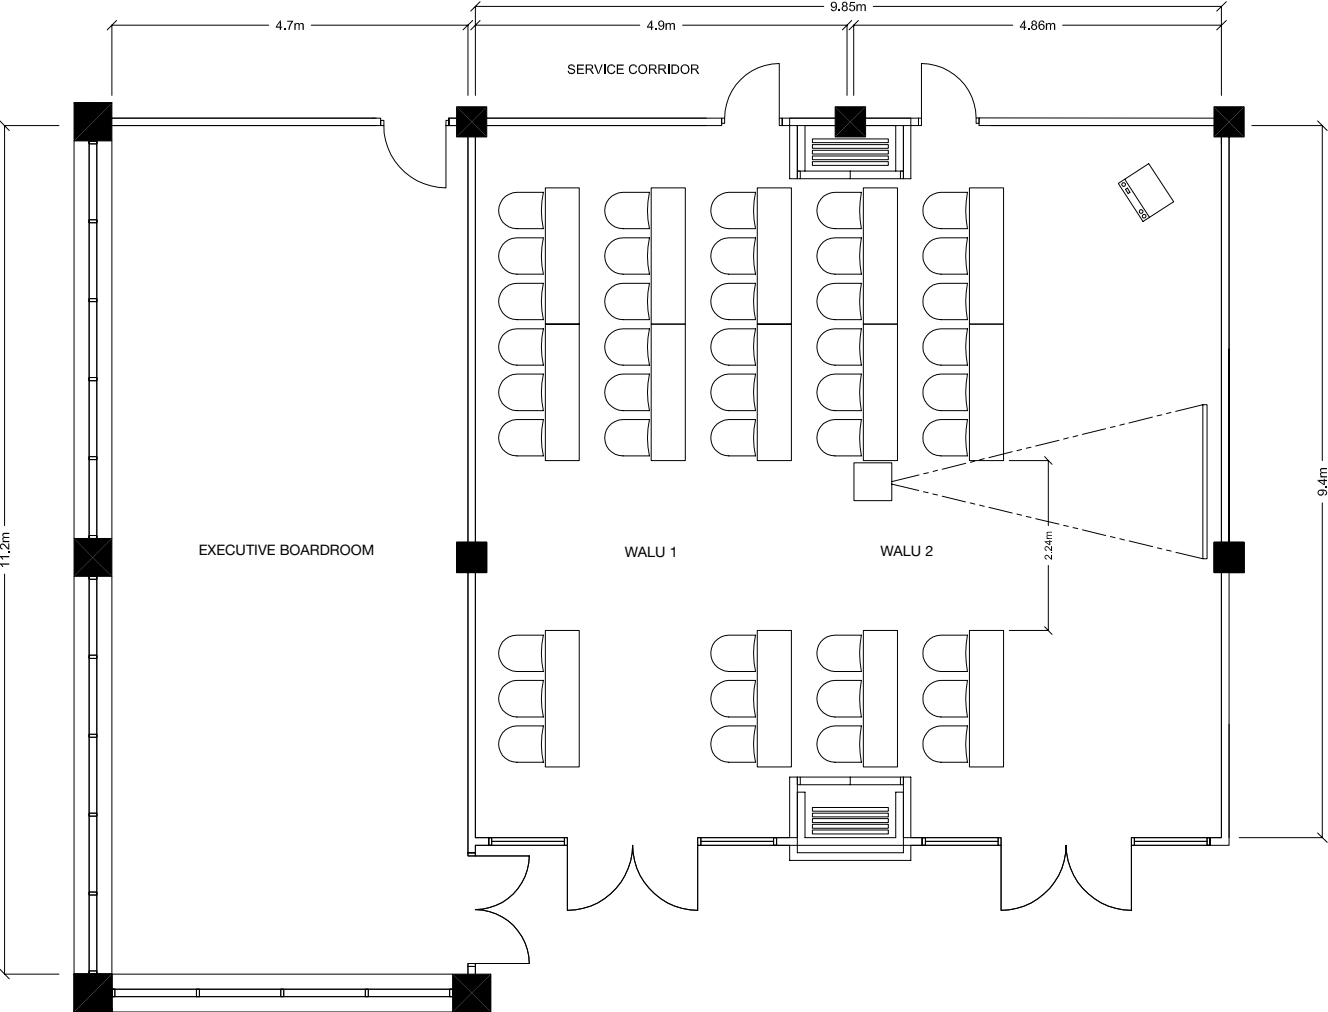 9.85m
4.7m
4.9m
4.86m
SERVICE CORRIDOR
9.4m
11.2m
EXECUTIVE BOARDROOM
WALU 1
WALU 2
2.24m